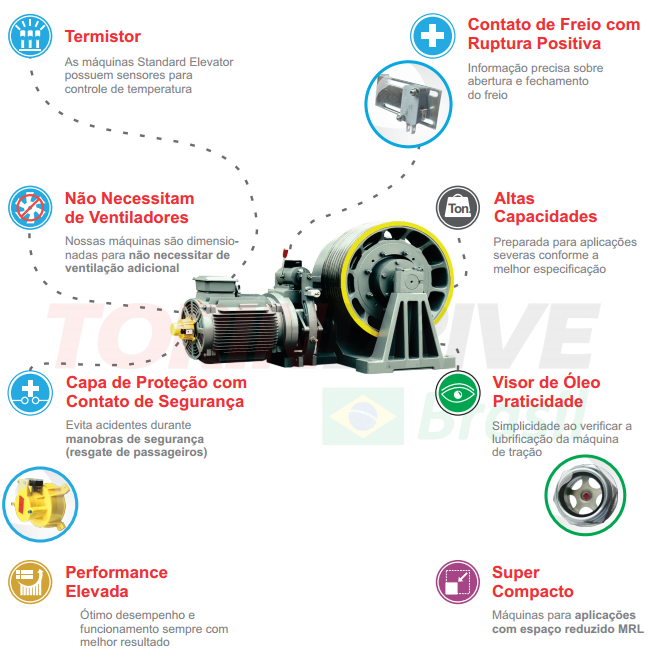 Termistor
As máquinas Standard Elevator
possuem sensores para
controle de temperatura
Contato de Freio com
Ruptura Positiva
Informação precisa sobre
abertura e fechamento
do freio
Não Necessitam
de Ventiladores
Nossas máquinas são dimensio-
nadas para não necessitar de
ventilação adicional
Ton.
Altas
Capacidades
Preparada para aplicações
severas conforme a
melhor especificação
Capa de Proteção com
Contato de Segurança
Evita acidentes durante
manobras de segurança
(resgate de passageiros)
Visor de Óleo
Praticidade
Simplicidade ao verificar a
lubrificação da máquina
de tração
Brasil
Performance
Elevada
Ótimo desempenho e
funcionamento sempre com
melhor resultado
Super
Compacto
Máquinas para aplicações
com espaço reduzido MRL